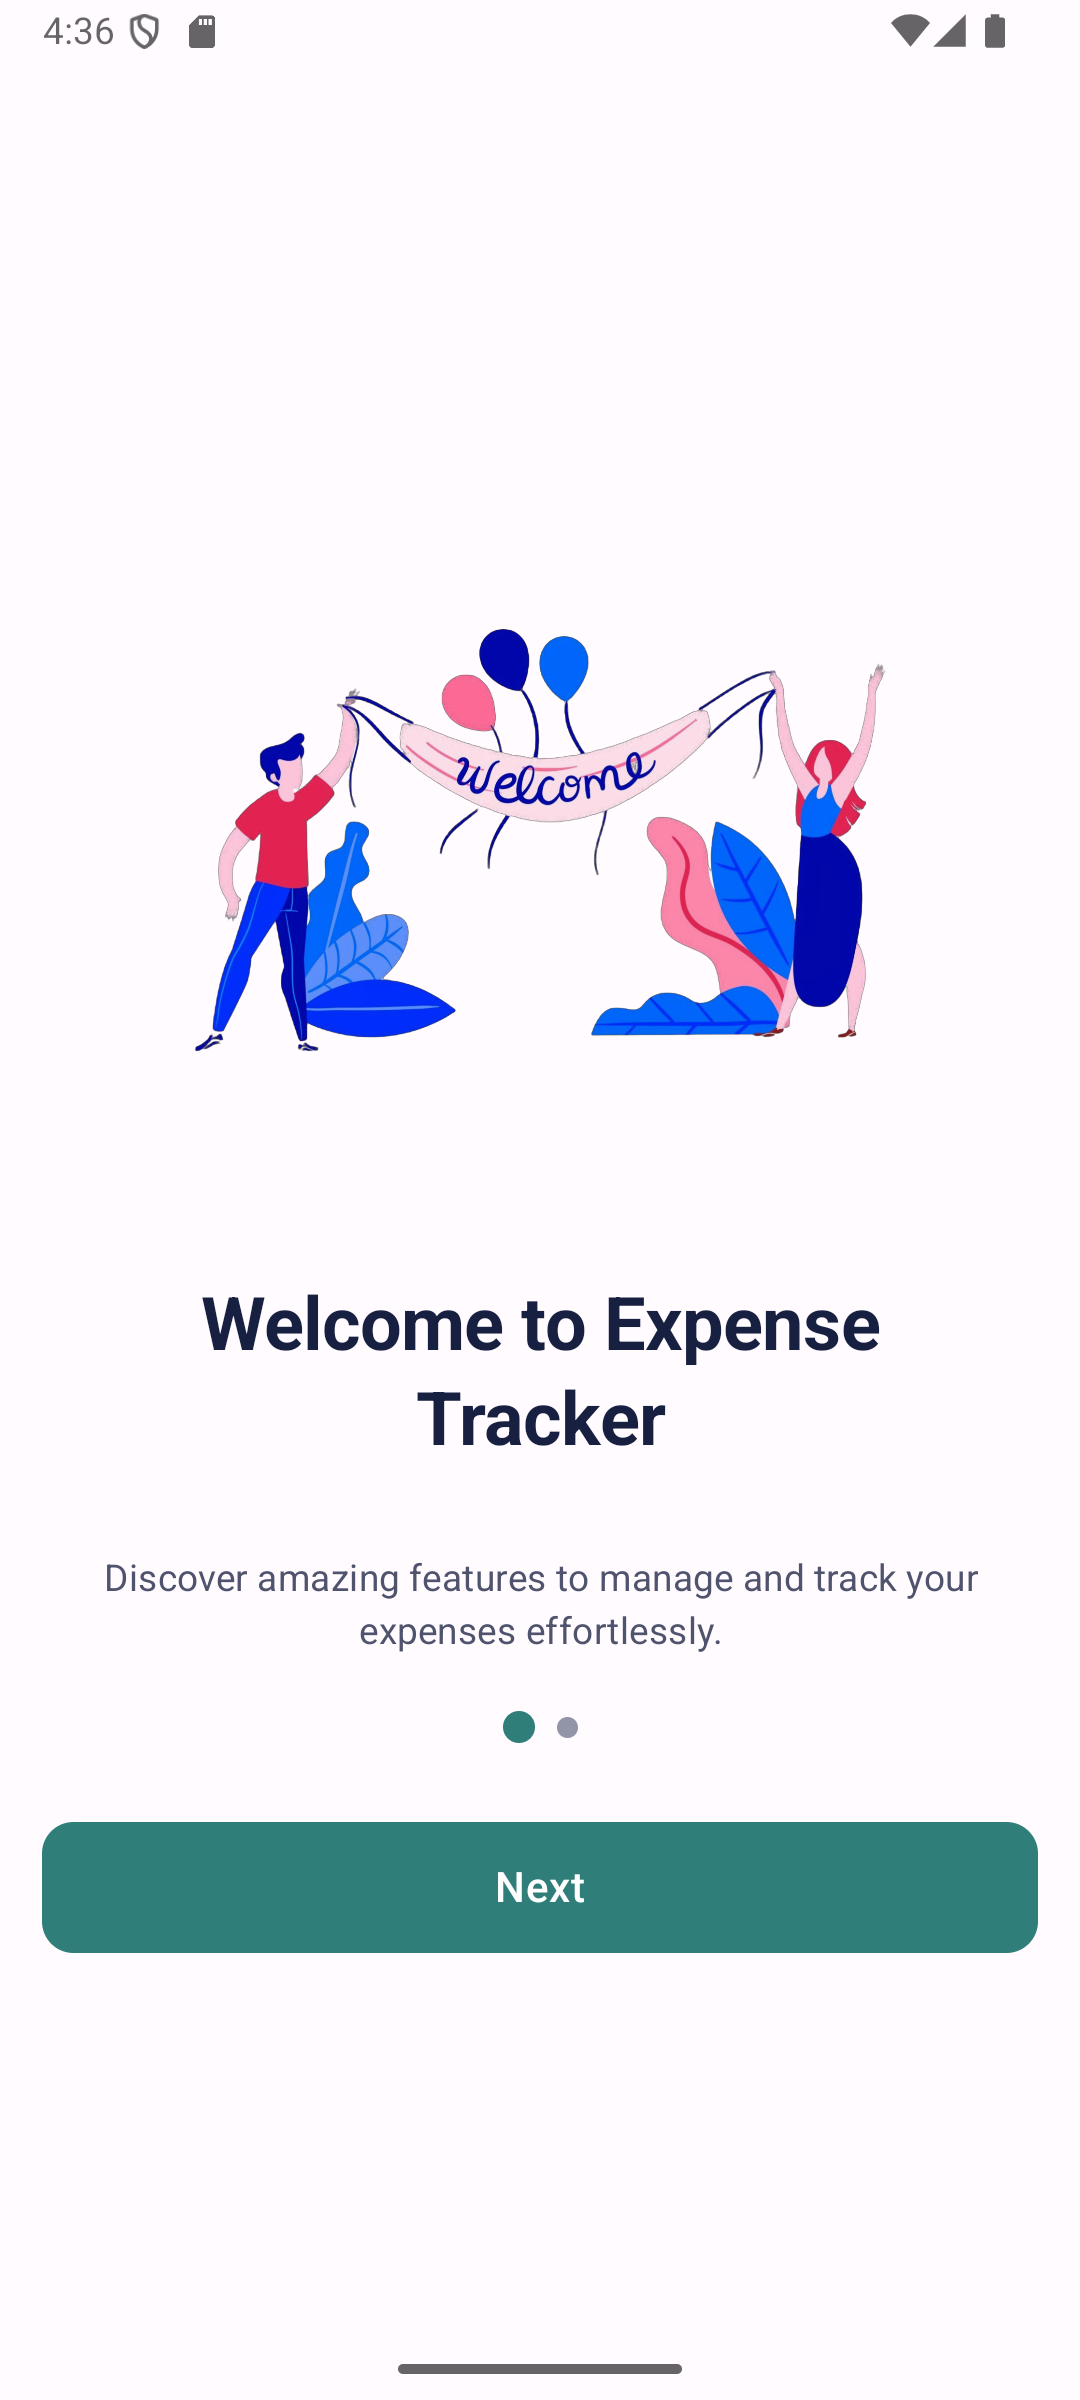 4:36
welcome
Welcome to Expense
Tracker
Discover amazing features to manage and track your
expenses effortlessly.
Next